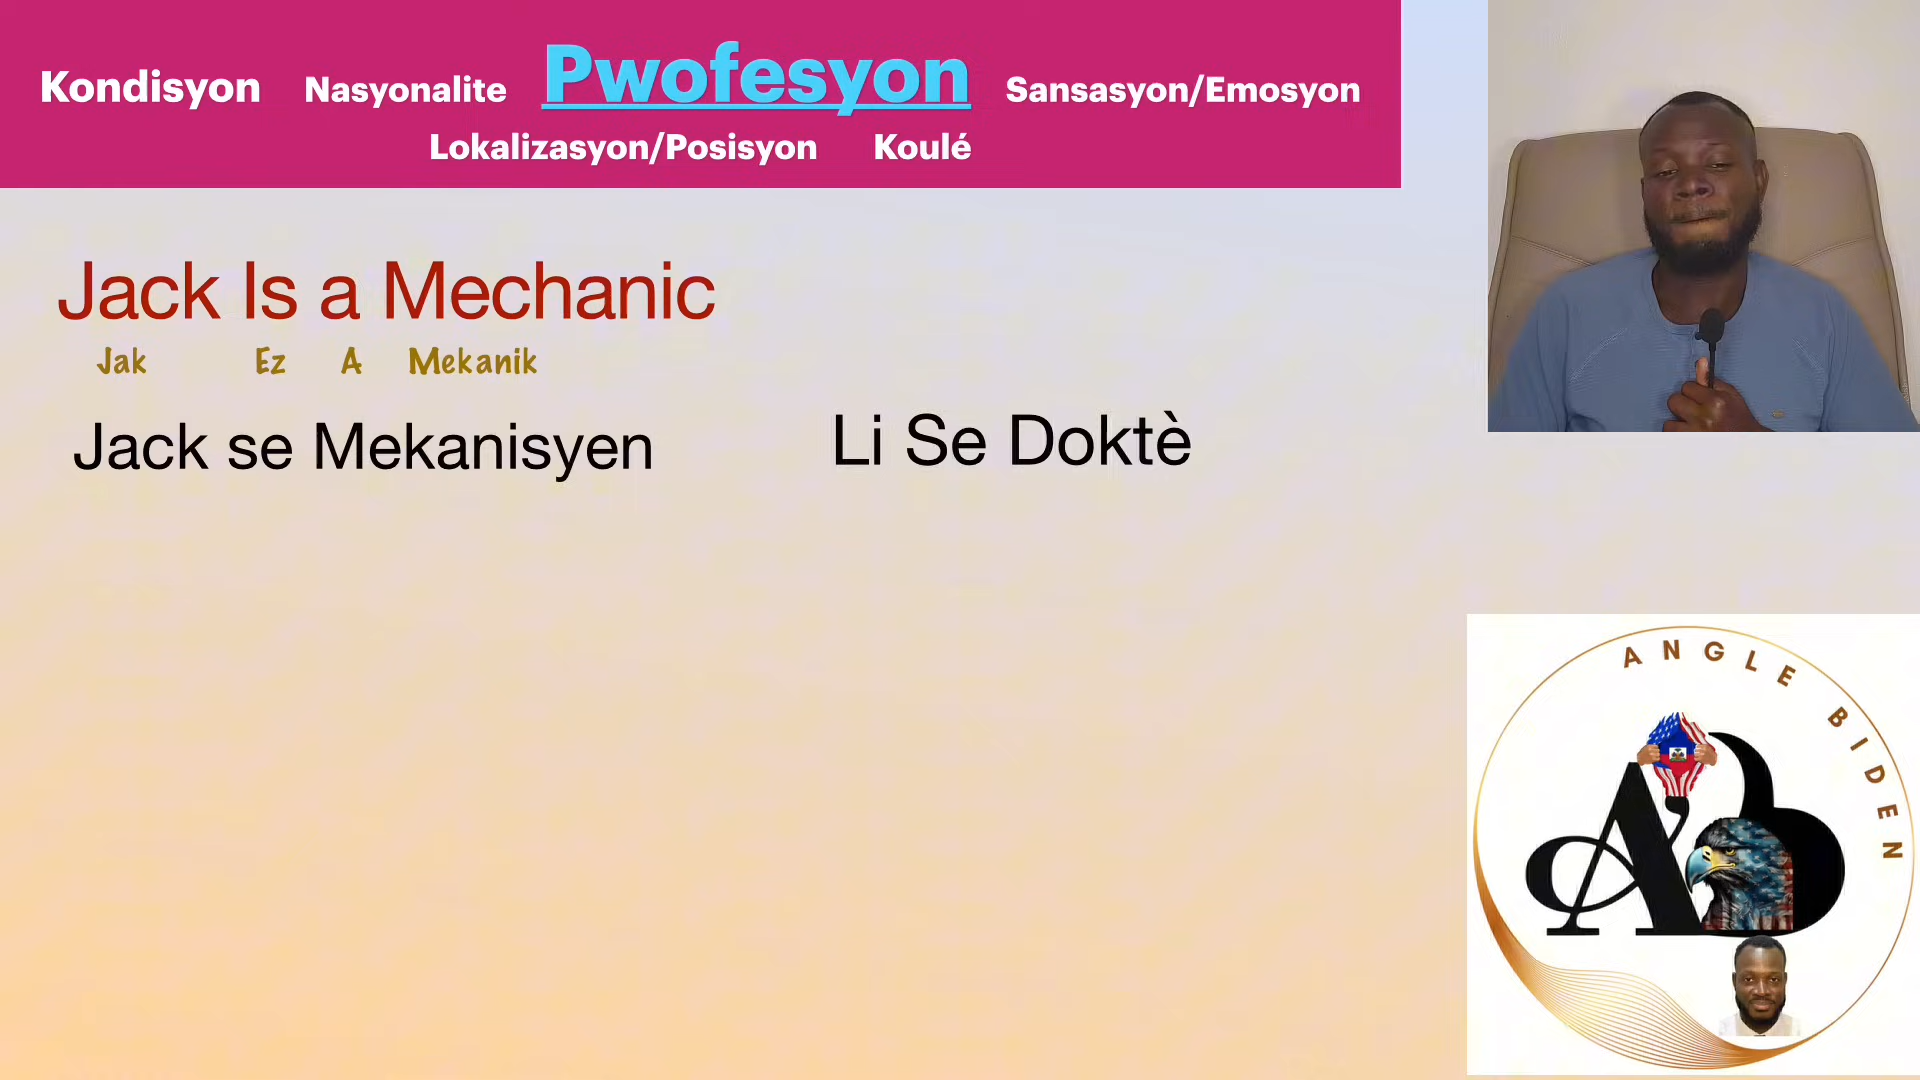 Kondisyon Nasyonalite Pwofesyon Sansasyon/Emosyon
Lokalizasyon/Posisyon Koulé
Jack Is a Mechanic
Jak Ez A Mekanik
Jack se Mekanisyen
Li Se Doktè
ANGLE BIDEN
Ab